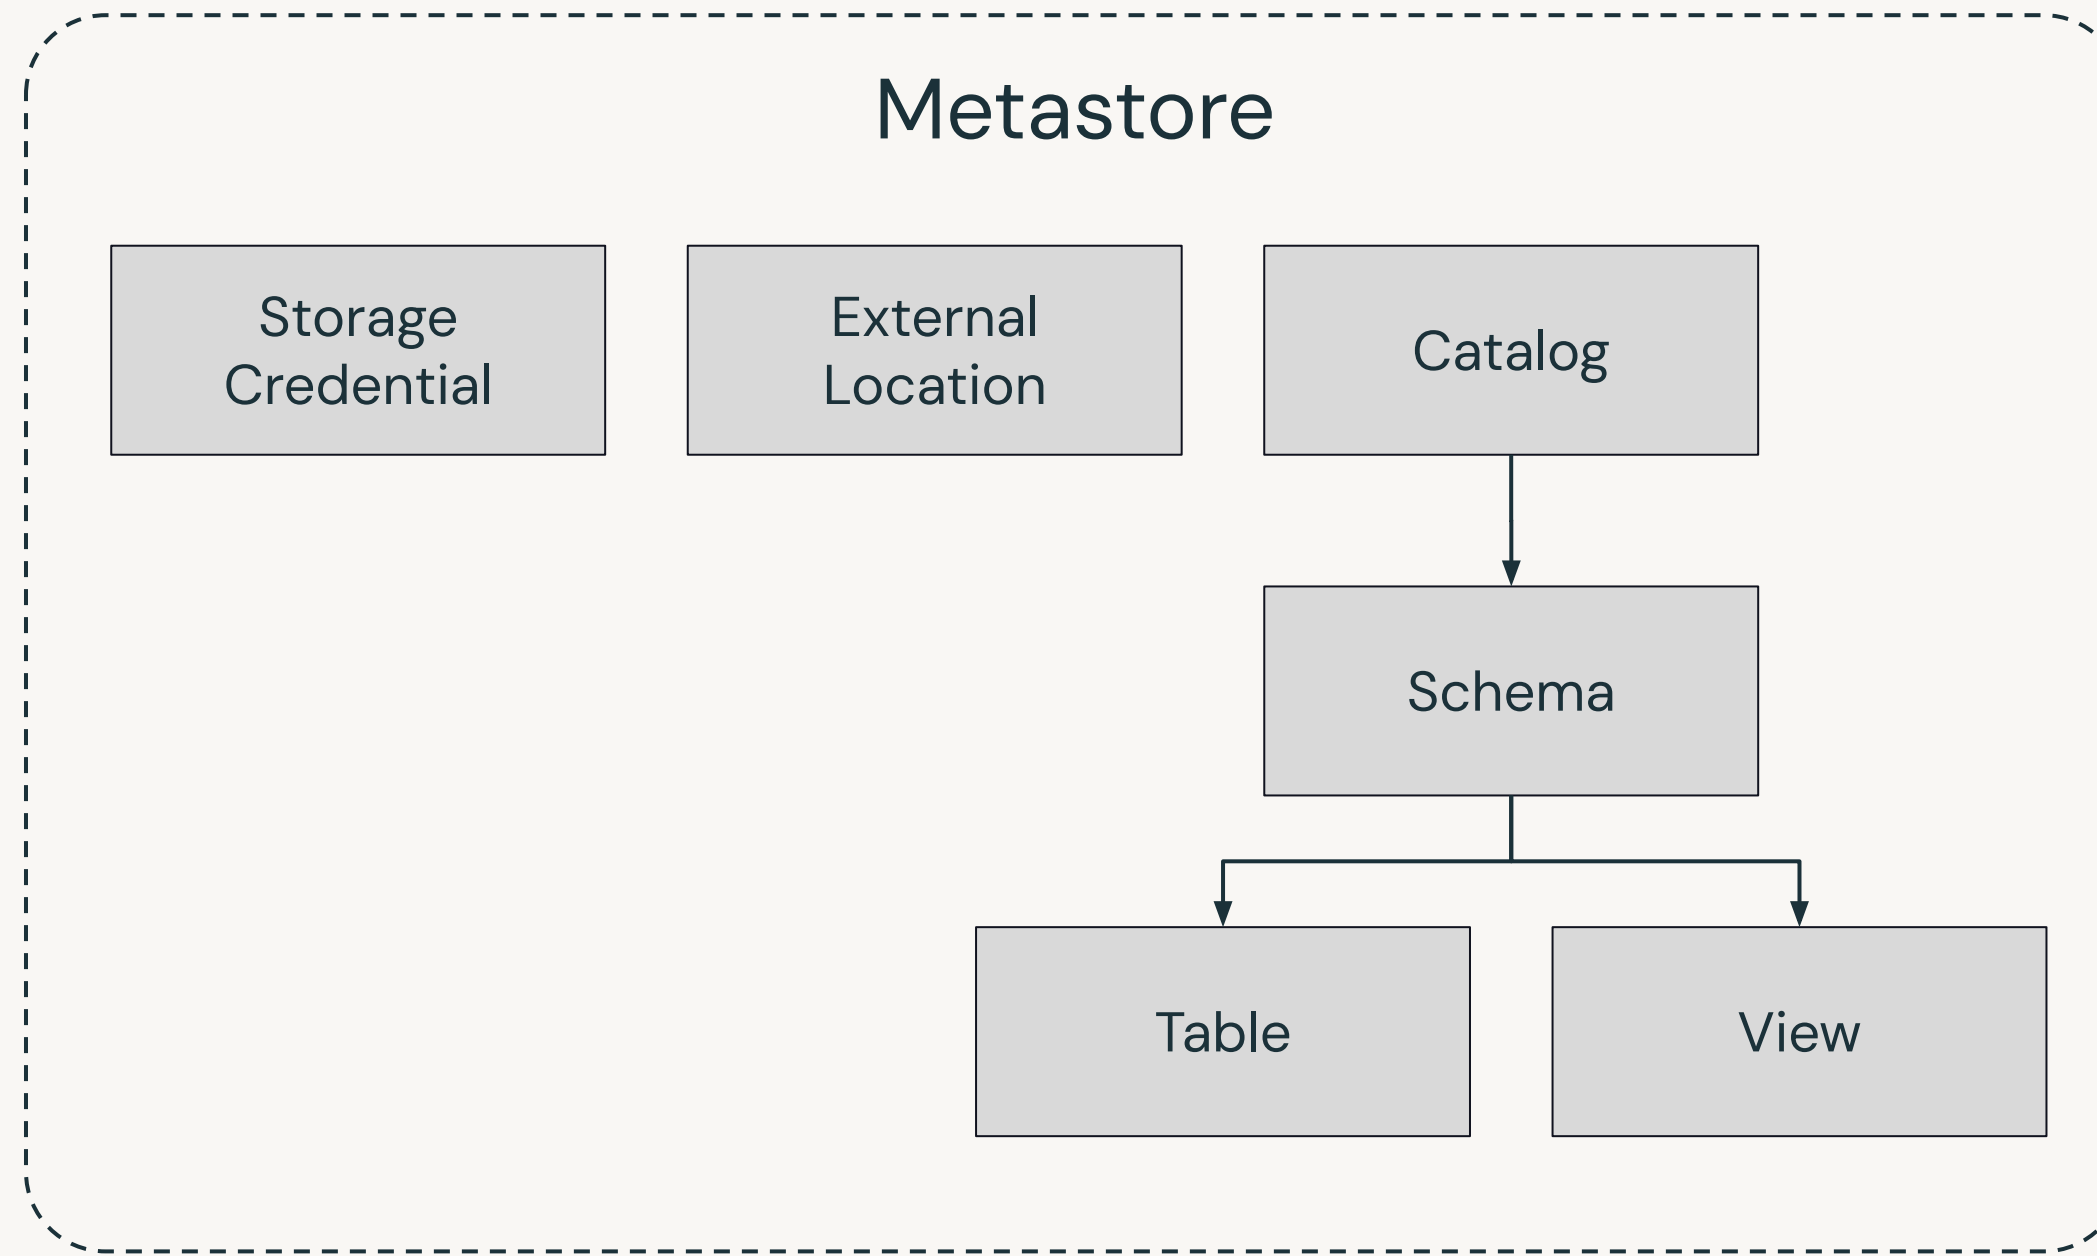 Metastore
Storage
Credential
External
Location
Catalog
Schema
Table
View